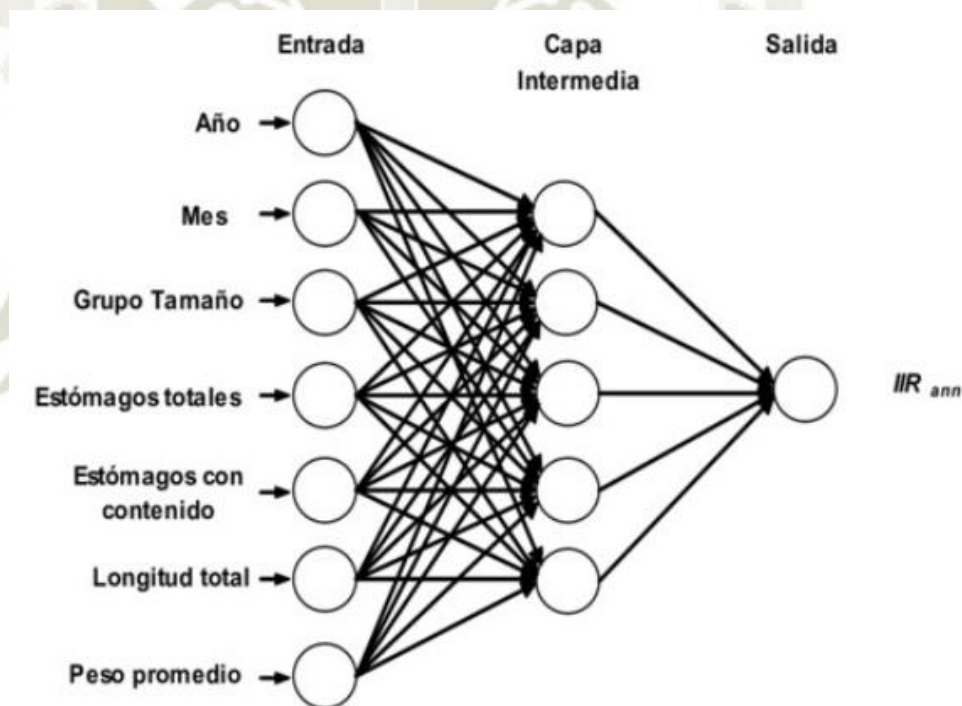 Entrada
Capa
Intermedia
Salida
Año
Mes
Grupo Tamaño
Estómagos totales
Estómagos con
contenido
Longitud total
Peso promedio
IIR ann